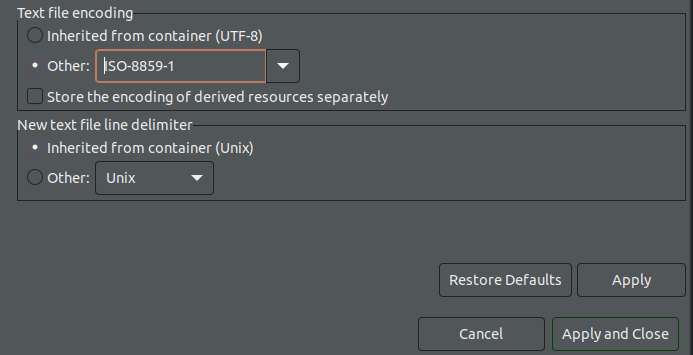 Text file encoding
Inherited from container (UTF-8)
Other: ISO-8859-1
Store the encoding of derived resources separately
New text file line delimiter
Inherited from container (Unix)
Other: Unix
Restore Defaults Apply
Cancel Apply and Close